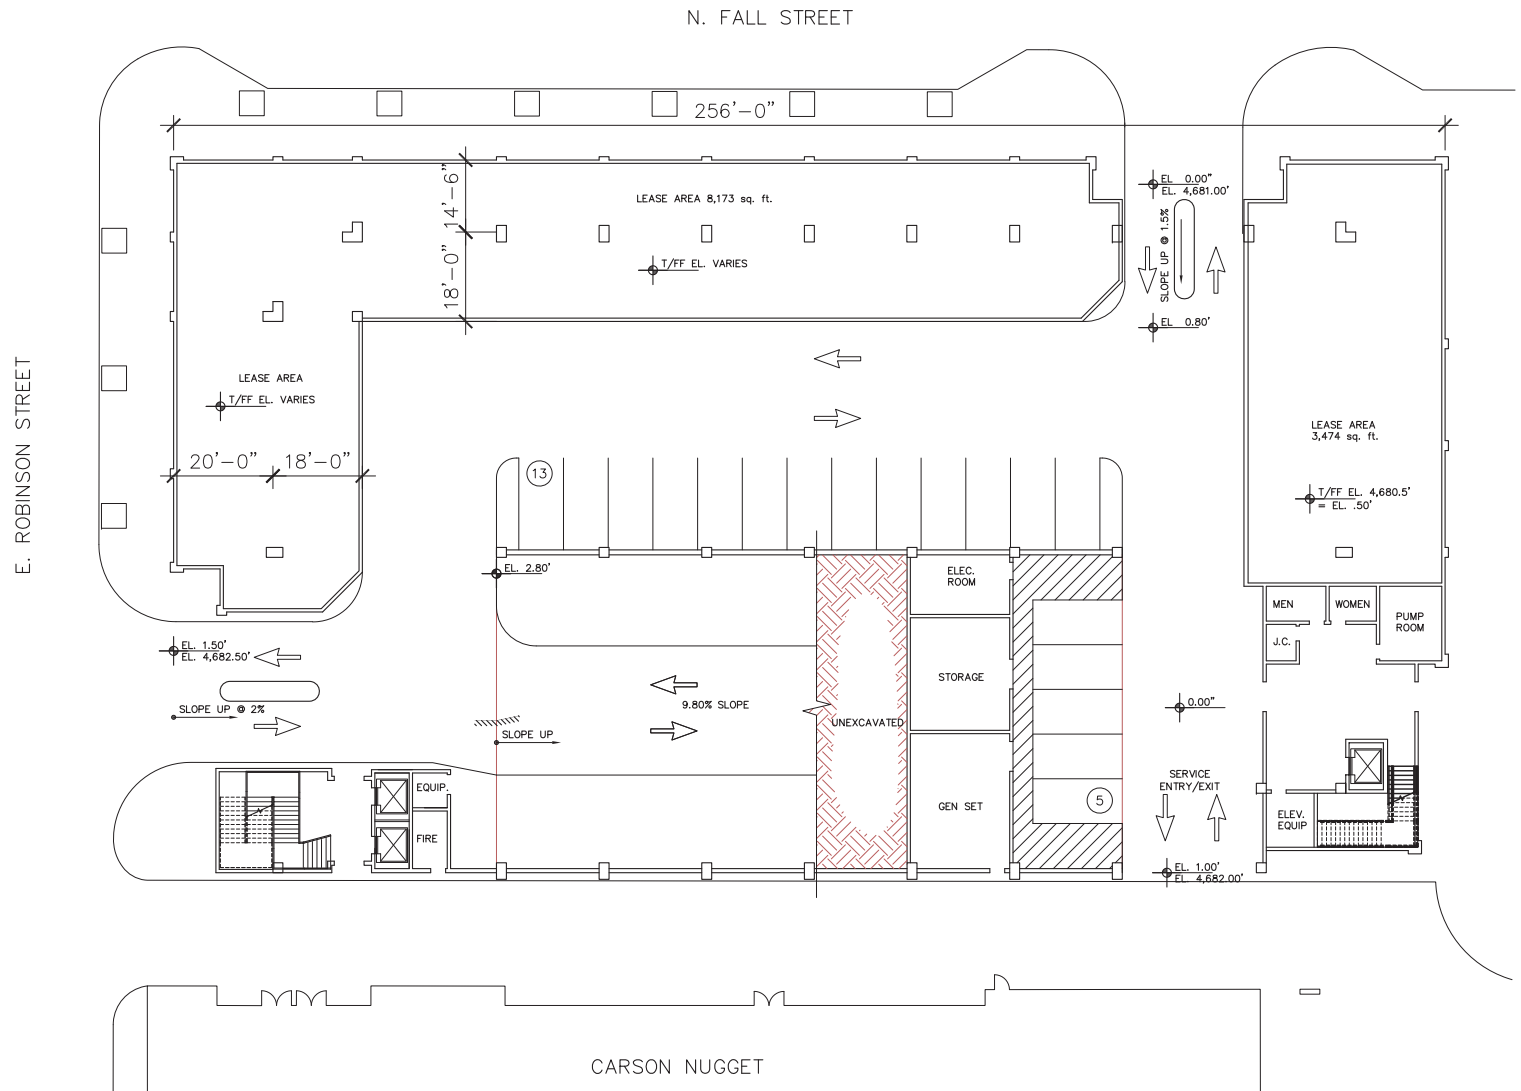 N. FALL STREET
256'-0"
14'-6"
18'-0"
LEASE AREA 8,173 sq. ft.
T/FF EL. VARIES
EL 0.00"
EL. 4,681.00'
SLOPE UP @ 1.5%
EL 0.80'
E. ROBINSON STREET
LEASE AREA
T/FF EL. VARIES
20'-0"
18'-0"
LEASE AREA
3,474 sq. ft.
T/FF EL. 4,680.5'
= EL. .50'
13
EL. 2.80'
ELEC.
ROOM
MEN
WOMEN
PUMP
ROOM
J.C.
EL. 1.50'
EL. 4,682.50'
STORAGE
SLOPE UP @ 2%
9.80% SLOPE
0.00"
UNEXCAVATED
SLOPE UP
SERVICE
ENTRY/EXIT
EQUIP.
5
GEN SET
ELEV.
EQUIP
FIRE
EL. 1.00'
EL. 4,682.00'
CARSON NUGGET